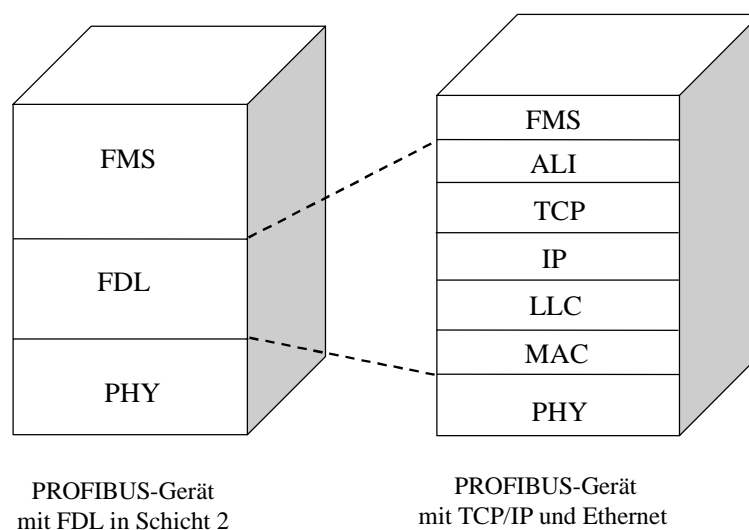 FMS
FDL
PHY
PROFIBUS-Gerät
mit FDL in Schicht 2
FMS
ALI
TCP
IP
LLC
MAC
PHY
PROFIBUS-Gerät
mit TCP/IP und Ethernet